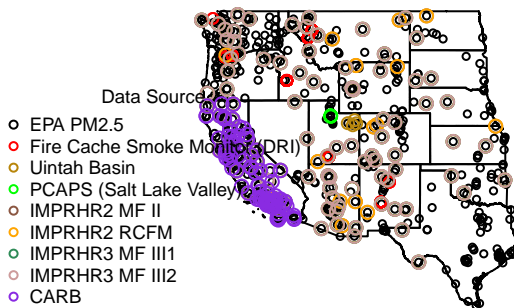 Data Source
EPA PM2.5
Fire Cache Smoke Monitor (DRI)
Uintah Basin
PCAPS (Salt Lake Valley)
IMPRHR2 MF II
IMPRHR2 RCFM
IMPRHR3 MF III1
IMPRHR3 MF III2
CARB